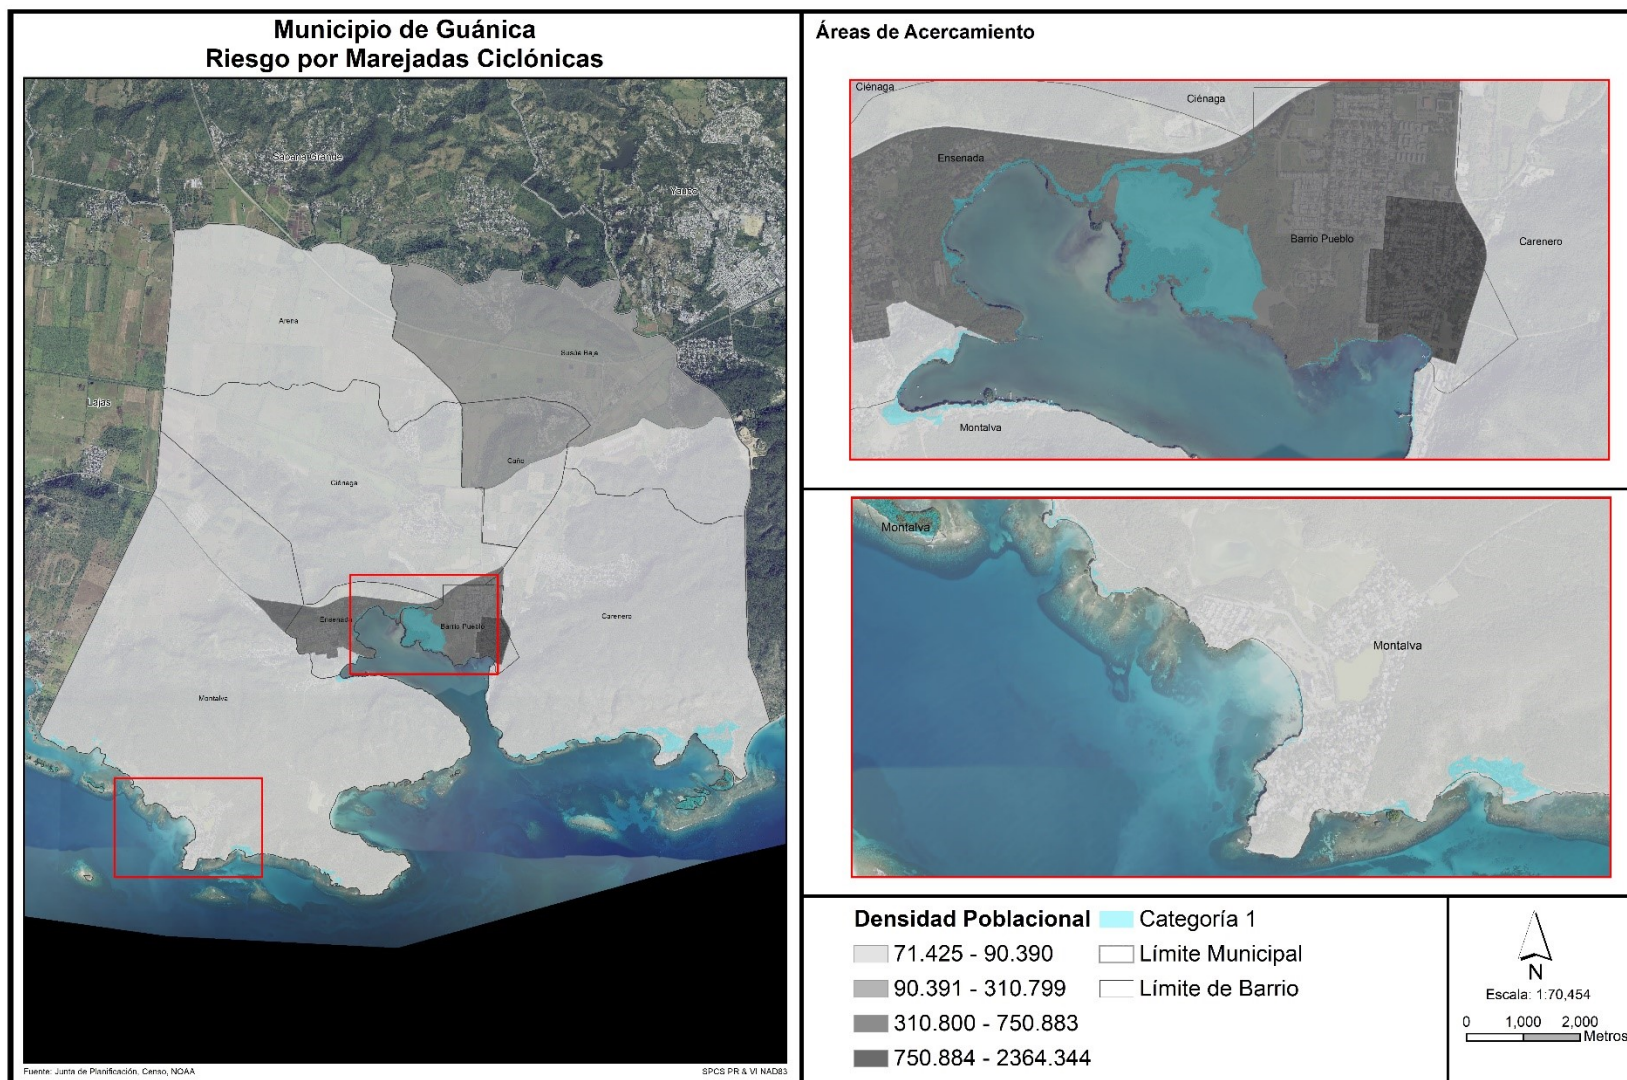 Municipio de Guánica
Riesgo por Marejadas Ciclónicas
Sabana Grande
Yauco
Arena
Susúa Baja
Lajas
Caño
Ciénaga
Ensenada
Barrio Pueblo
Carenero
Montalva
Fuente: Junta de Planificación, Censo, NOAA
SPCS PR & VI NAD83
Áreas de Acercamiento
Ciénaga
Ciénaga
Ensenada
Barrio Pueblo
Carenero
Montalva
Montalva
Montalva
Densidad Poblacional
71.425 - 90.390
90.391 - 310.799
310.800 - 750.883
750.884 - 2364.344
Categoría 1
Límite Municipal
Límite de Barrio
N
Escala: 1:70,454
0 1,000 2,000
Metros